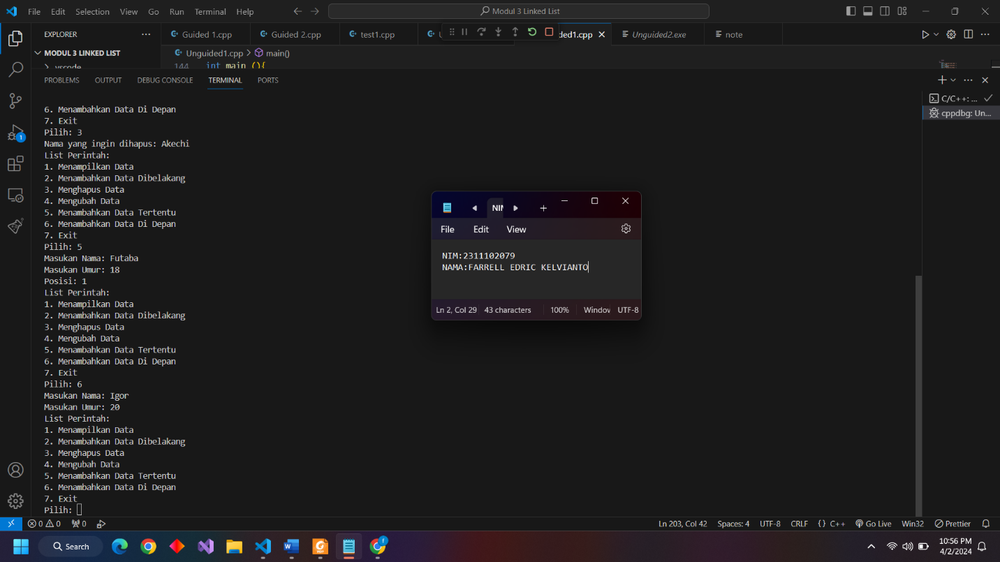 File Edit Selection View Go Run Terminal Help
Modul 3 Linked List
EXPLORER
Guided 1.cpp
Guided 2.cpp
test1.cpp
ded1.cpp
Unguided2.exe
note
MODUL 3 LINKED LIST
Unguided1.cpp > main()
.vscode
144 int main (){
PROBLEMS OUTPUT DEBUG CONSOLE TERMINAL PORTS
C/C++: ...
cppdbg: Un...
6. Menambahkan Data Di Depan
7. Exit
Pilih: 3
Nama yang ingin dihapus: Akechi
List Perintah:
1. Menampilkan Data
2. Menambahkan Data Dibelakang
3. Menghapus Data
4. Mengubah Data
5. Menambahkan Data Tertentu
6. Menambahkan Data Di Depan
7. Exit
Pilih: 5
Masukan Nama: Futaba
Masukan Umur: 18
Posisi: 1
List Perintah:
1. Menampilkan Data
2. Menambahkan Data Dibelakang
3. Menghapus Data
4. Mengubah Data
5. Menambahkan Data Tertentu
6. Menambahkan Data Di Depan
7. Exit
Pilih: 6
Masukan Nama: Igor
Masukan Umur: 20
List Perintah:
1. Menampilkan Data
2. Menambahkan Data Dibelakang
3. Menghapus Data
4. Mengubah Data
5. Menambahkan Data Tertentu
6. Menambahkan Data Di Depan
7. Exit
Pilih:
NIM
File Edit View
NIM:2311102079
NAMA:FARRELL EDRIC KELVIANTO
Ln 2, Col 29 43 characters 100% Window UTF-8
1
0 0 0
Ln 203, Col 42 Spaces: 4 UTF-8 CRLF {} C++ Go Live Win32 Prettier
Search
10:56 PM
4/2/2024